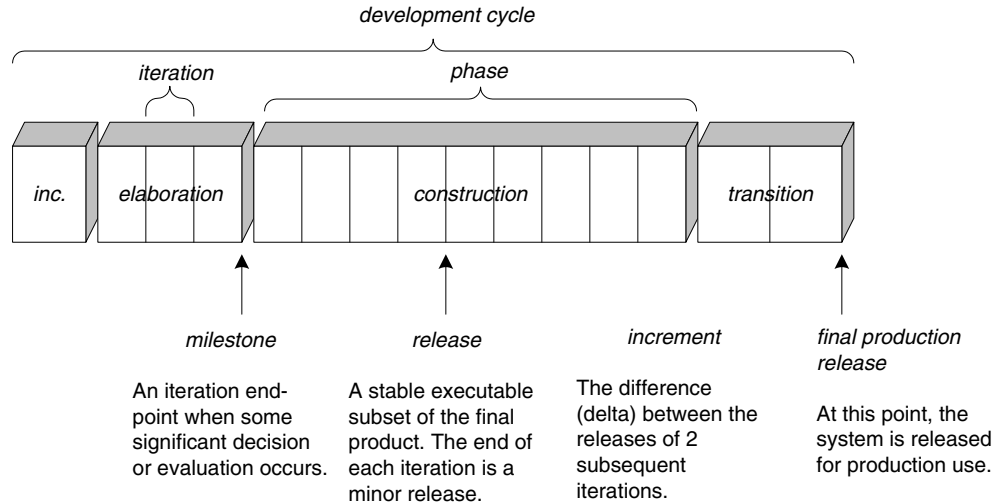 development cycle
iteration
phase
inc.
elaboration
construction
transition
milestone
An iteration end-
point when some
significant decision
or evaluation occurs.
release
A stable executable
subset of the final
product. The end of
each iteration is a
minor release.
increment
The difference
(delta) between the
releases of 2
subsequent
iterations.
final production
release
At this point, the
system is released
for production use.